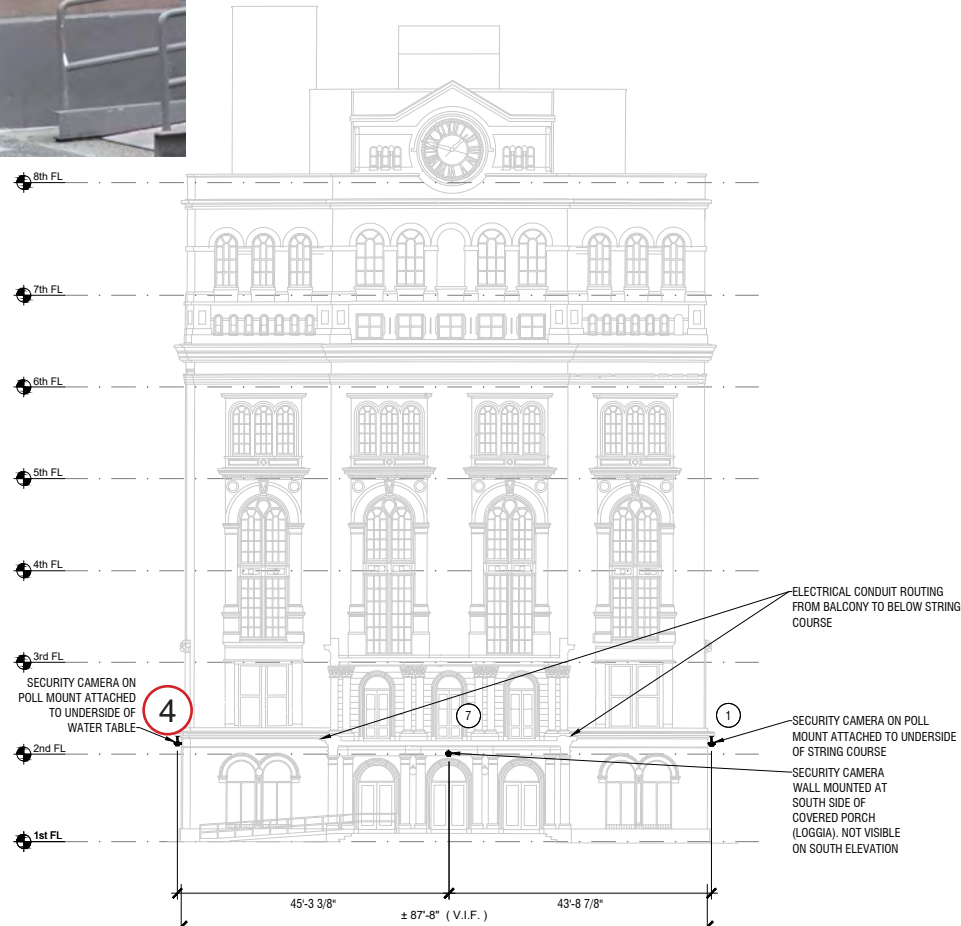 8th FL
7th FL
6th FL
5th FL
4th FL
ELECTRICAL CONDUIT ROUTING
FROM BALCONY TO BELOW STRING
COURSE
3rd FL
SECURITY CAMERA ON
POLL MOUNT ATTACHED
TO UNDERSIDE OF
WATER TABLE
4
7
1
SECURITY CAMERA ON POLL
MOUNT ATTACHED TO UNDERSIDE
OF STRING COURSE
2nd FL
SECURITY CAMERA
WALL MOUNTED AT
SOUTH SIDE OF
COVERED PORCH
(LOGGIA). NOT VISIBLE
ON SOUTH ELEVATION
1st FL
45'-3 3/8"
43'-8 7/8"
± 87'-8" ( V.I.F. )